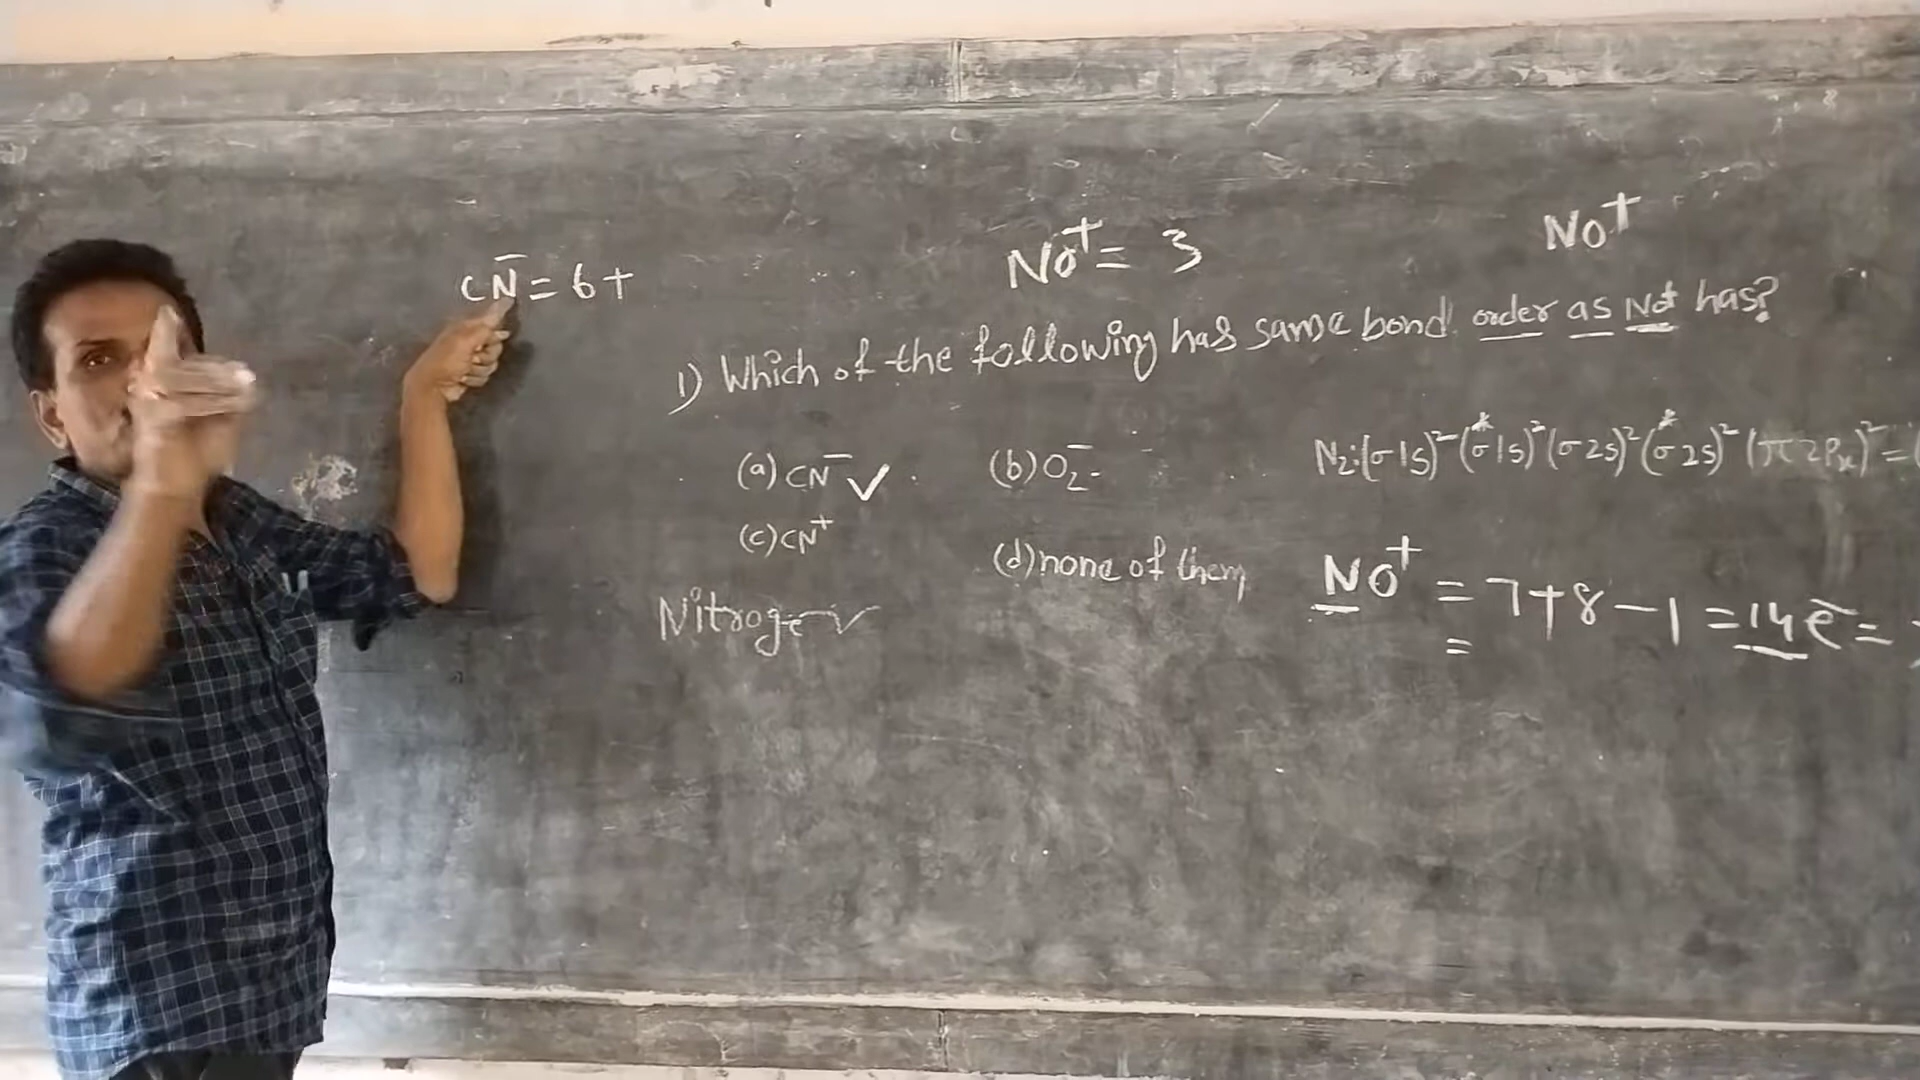 CN⁻ = 6+
NO⁺ = 3
NO⁺
1) Which of the following has same bond order as NO⁺ has?
(a) CN⁻ ✓
(b) O₂⁻
N₂:(σ1s)²(σ*1s)²(σ2s)²(σ*2s)²(π2Pₓ)²=(
(c) CN⁺
(d) none of them
NO⁺ = 7+8-1 = 14e⁻ =
=